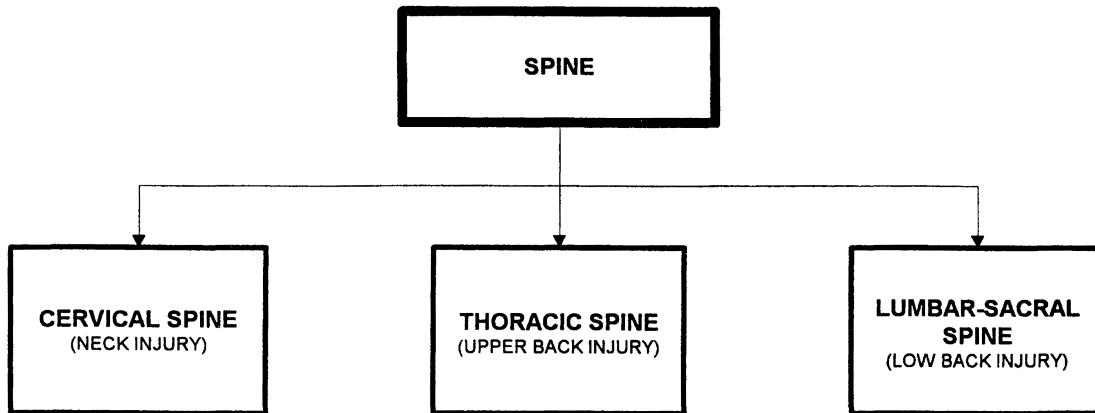 SPINE
CERVICAL SPINE
(NECK INJURY)
THORACIC SPINE
(UPPER BACK INJURY)
LUMBAR-SACRAL
SPINE
(LOW BACK INJURY)